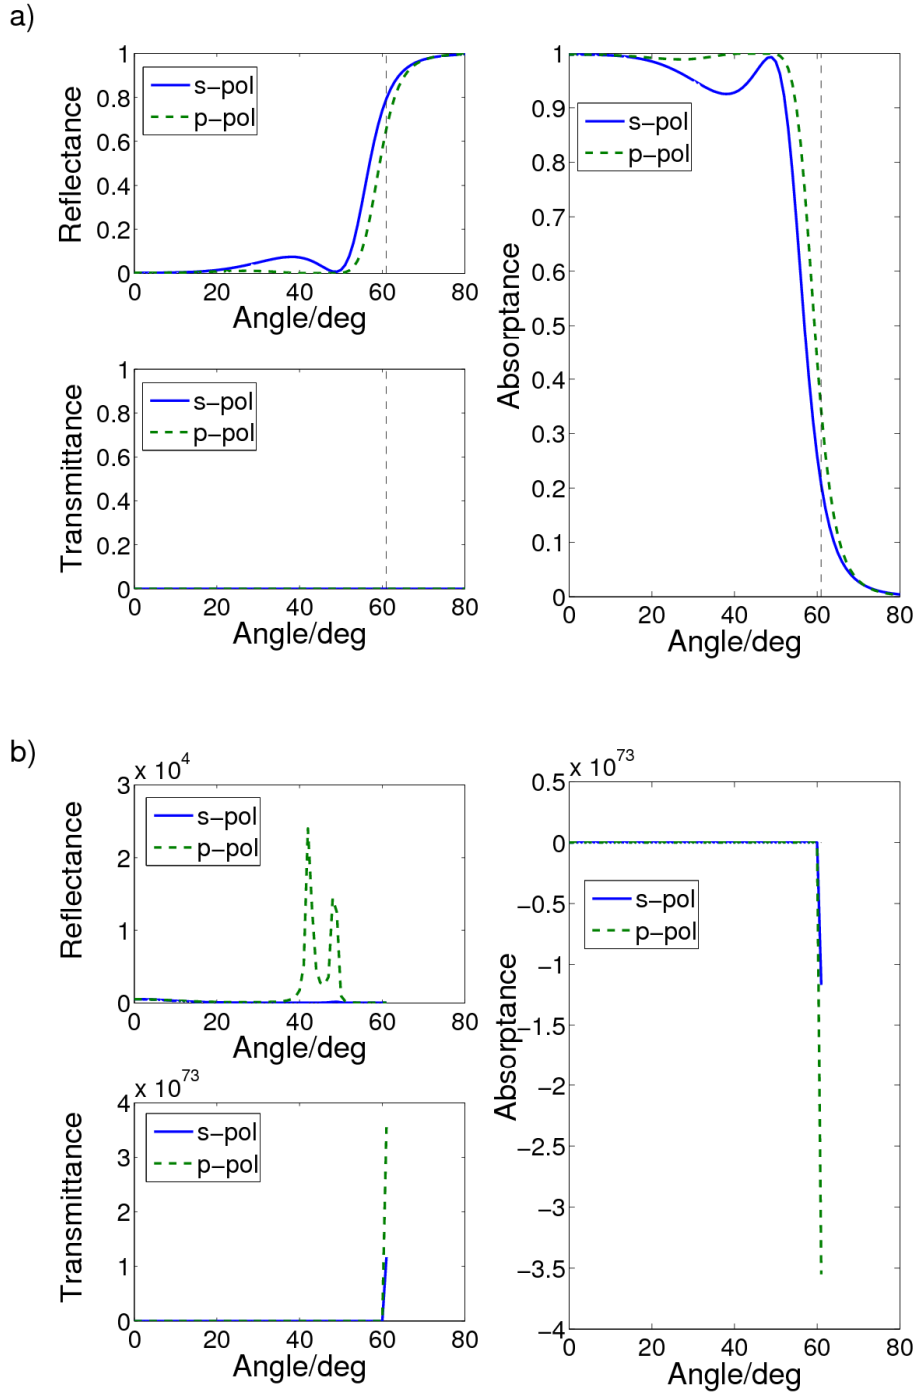 a)
Reflectance
1
0.8
0.6
0.4
0.2
0
s-pol
p-pol
0 20 40 60 80
Angle/deg
Transmittance
1
0.8
0.6
0.4
0.2
0
s-pol
p-pol
0 20 40 60 80
Angle/deg
Absorptance
1
0.9
0.8
0.7
0.6
0.5
0.4
0.3
0.2
0.1
0
s-pol
p-pol
0 20 40 60 80
Angle/deg
b)
x 10^4
Reflectance
3
2
1
0
s-pol
p-pol
0 20 40 60 80
Angle/deg
x 10^73
Transmittance
4
3
2
1
0
s-pol
p-pol
0 20 40 60 80
Angle/deg
x 10^73
Absorptance
0.5
0
-0.5
-1
-1.5
-2
-2.5
-3
-3.5
-4
s-pol
p-pol
0 20 40 60 80
Angle/deg